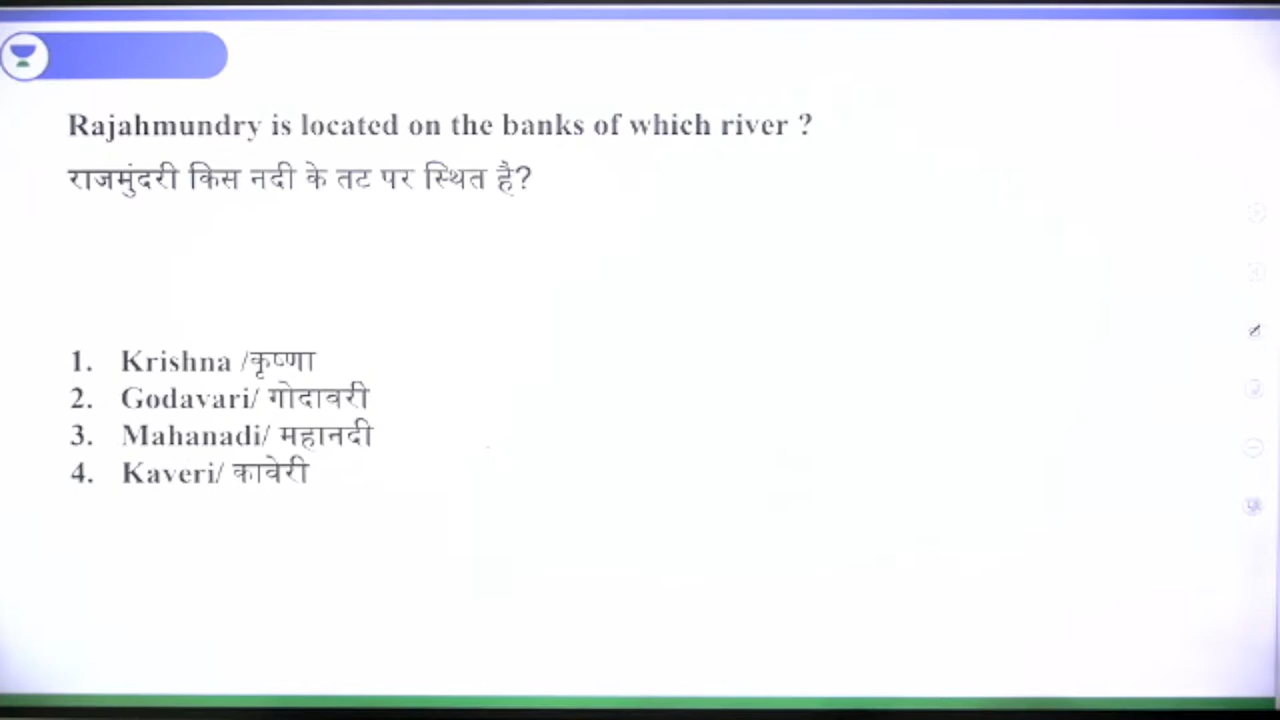 Rajahmundry is located on the banks of which river ?
राजमुंदरी किस नदी के तट पर स्थित है?
1. Krishna /कृष्णा
2. Godavari/ गोदावरी
3. Mahanadi/ महानदी
4. Kaveri/ कावेरी